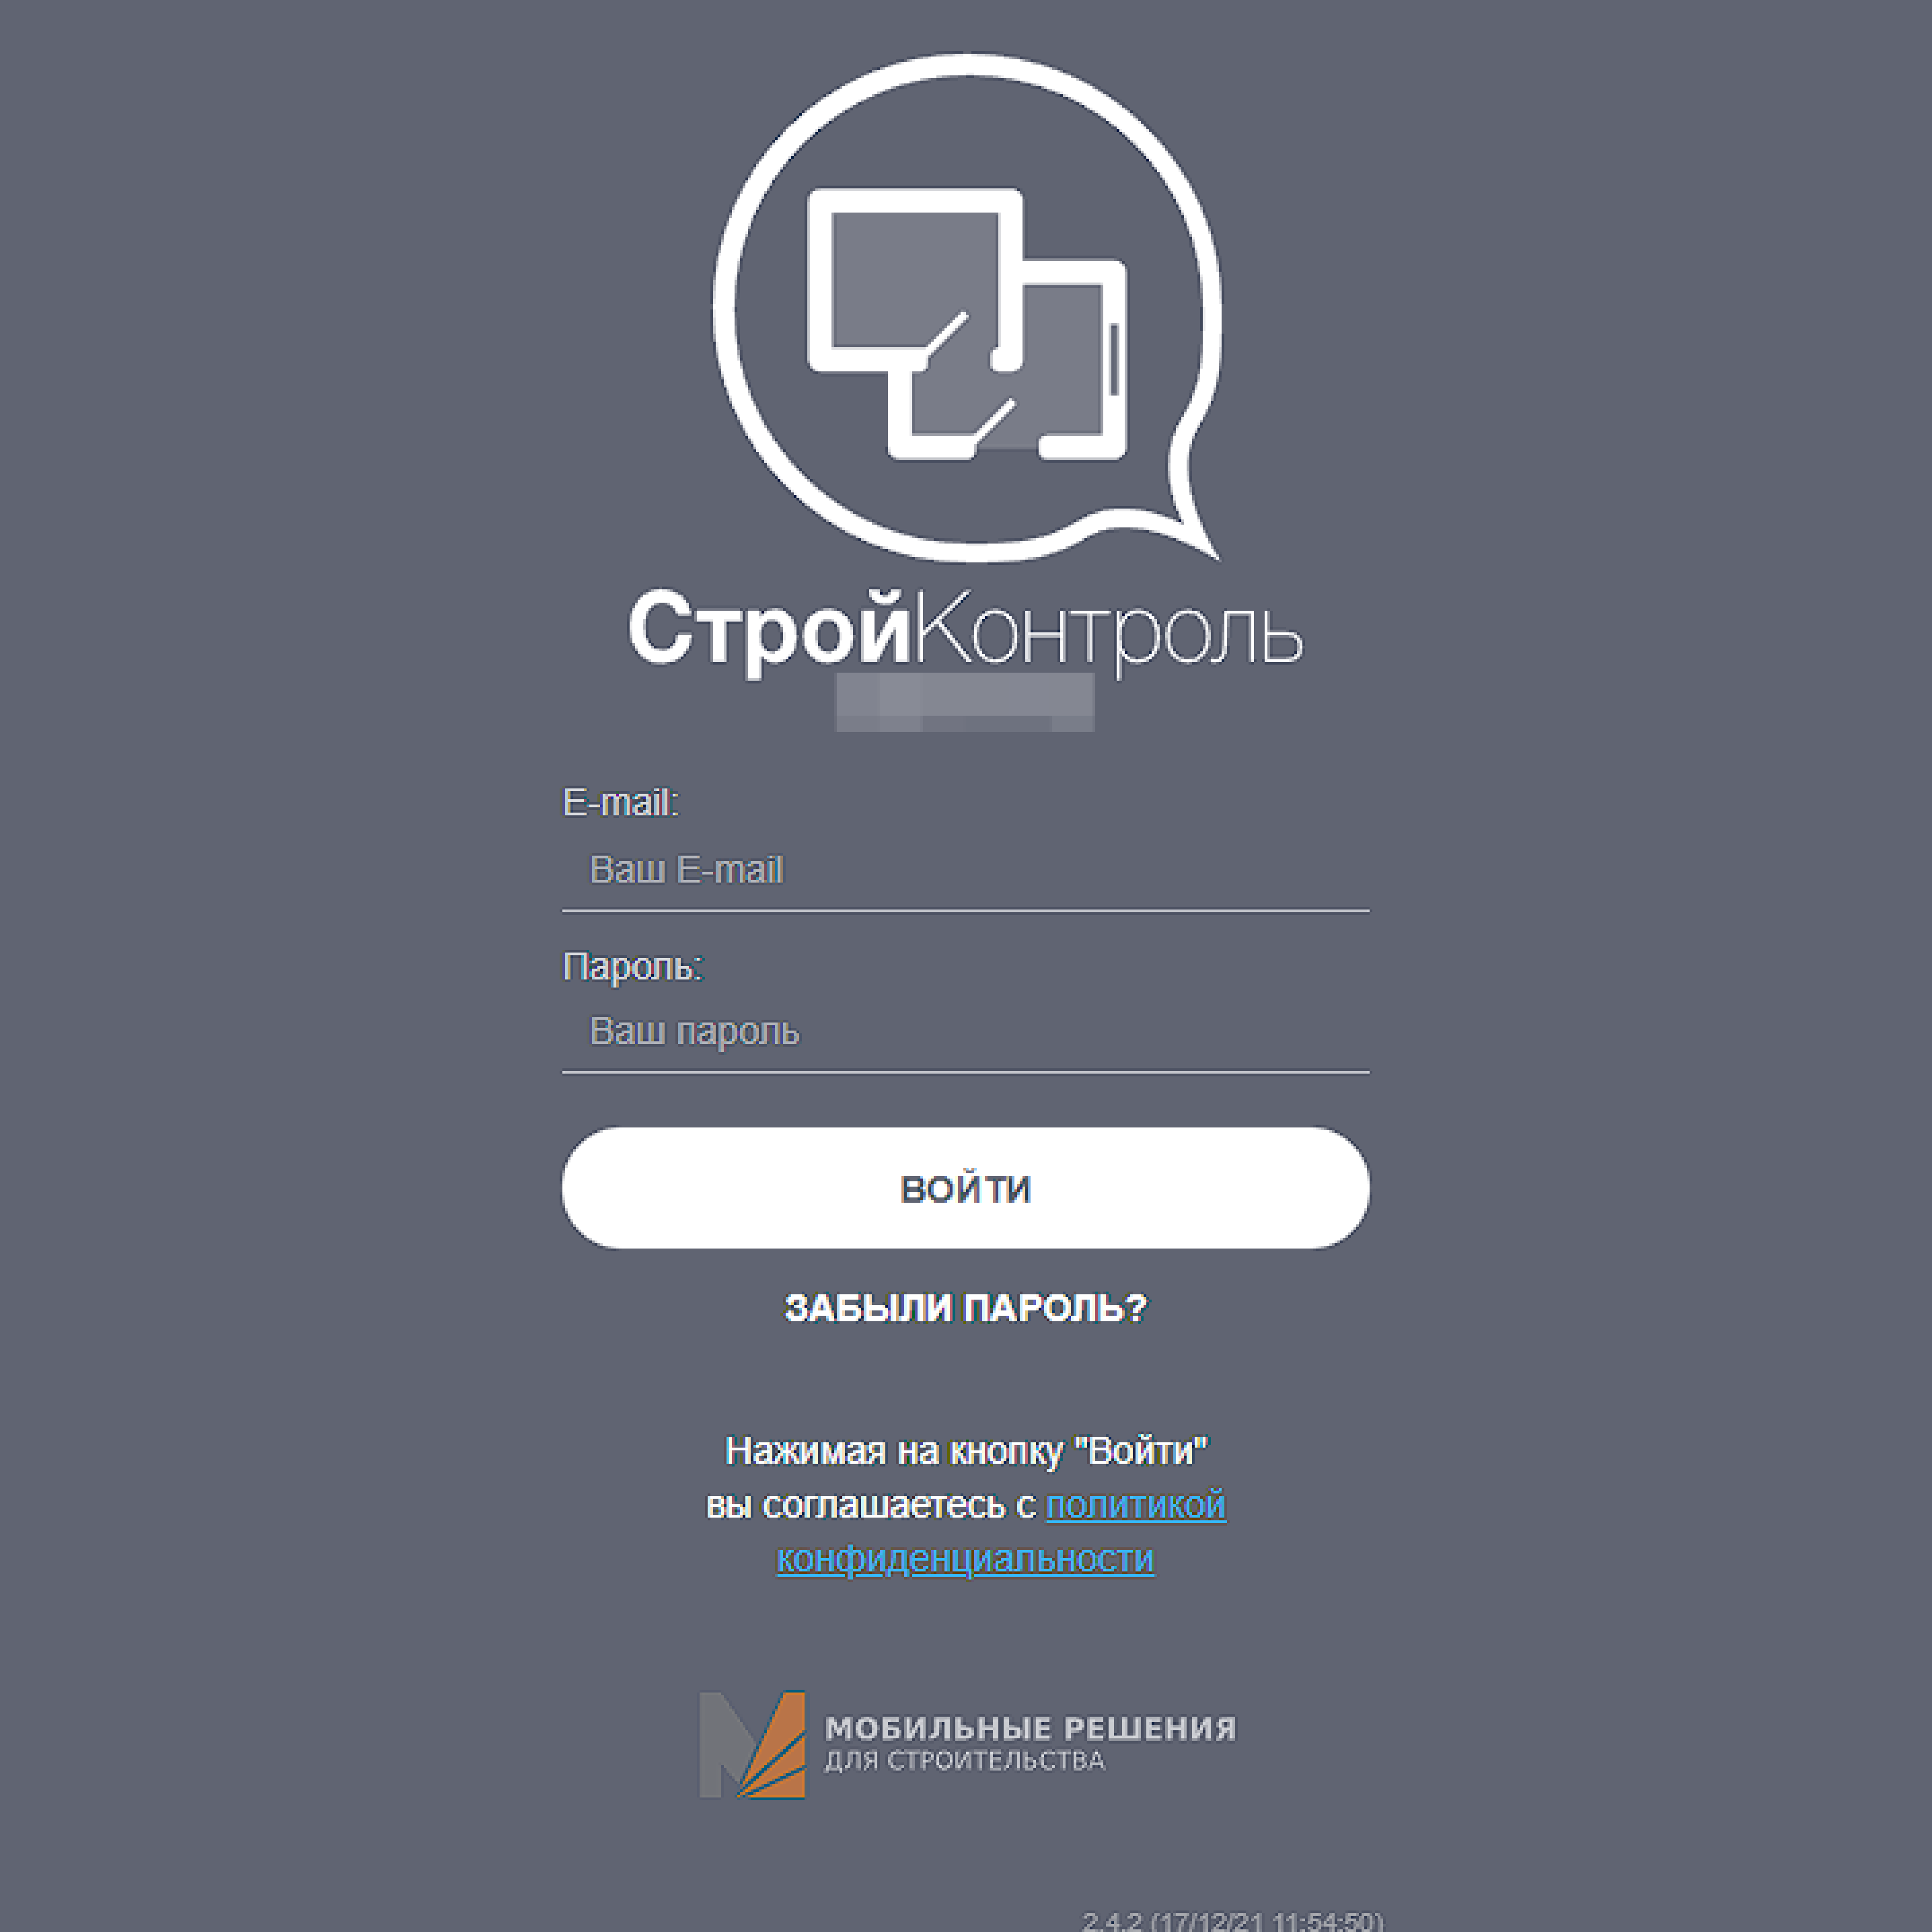 СтройКонтроль
E-mail:
Ваш E-mail
Пароль:
Ваш пароль
ВОЙТИ
ЗАБЫЛИ ПАРОЛЬ?
Нажимая на кнопку "Войти"
вы соглашаетесь с политикой
конфиденциальности
МОБИЛЬНЫЕ РЕШЕНИЯ
ДЛЯ СТРОИТЕЛЬСТВА
2.4.2 (17/12/21 11:54:50)